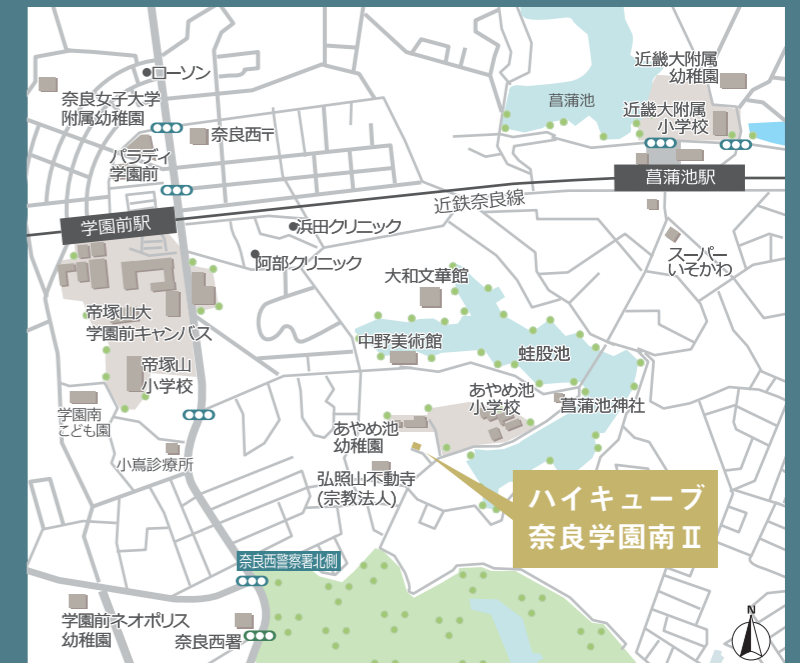 ローソン
奈良女子大学
附属幼稚園
パラディ
学園前
奈良西〒
菖蒲池
近畿大附属
幼稚園
近畿大附属
小学校
菖蒲池駅
近鉄奈良線
学園前駅
浜田クリニック
阿部クリニック
スーパー
いそかわ
大和文華館
帝塚山大
学園前キャンパス
中野美術館
蛙股池
帝塚山
小学校
あやめ池
小学校
菖蒲池神社
学園南
こども園
あやめ池
幼稚園
小嶌診療所
弘照山不動寺
(宗教法人)
ハイキューブ
奈良学園南Ⅱ
奈良西警察署北側
学園前ネオポリス
幼稚園
奈良西署
N